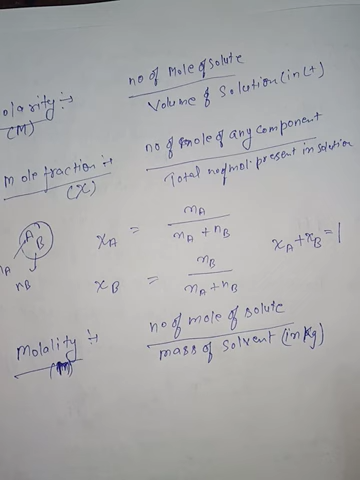 olarity :→ no of Mole of solute
(M) Volume of Solution (in Lt)
Mole fraction :- no of mole of any component
(x) Total no of mol. present in solution
A B
nA nB
xA = nA / nA + nB
xA + xB = 1
xB = nB / nA + nB
Molality :- no of mole of solute
(m) mass of solvent (in kg)